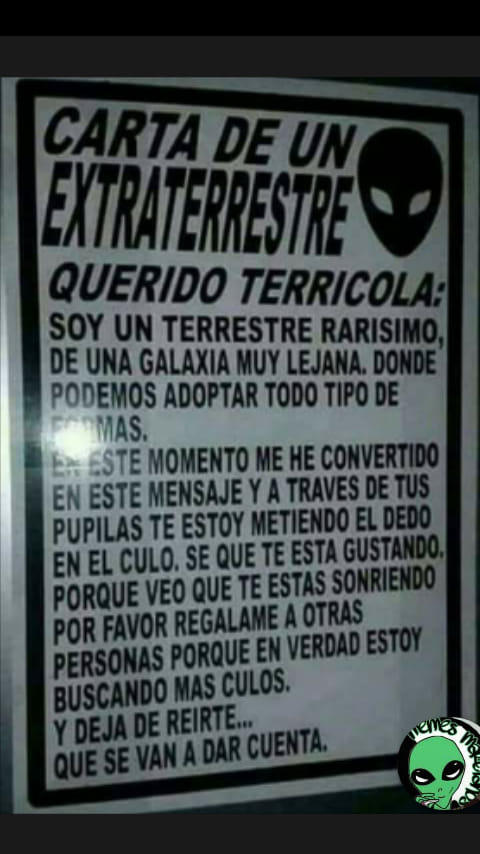 CARTA DE UN
EXTRATERRESTRE
QUERIDO TERRICOLA:
SOY UN TERRESTRE RARISIMO,
DE UNA GALAXIA MUY LEJANA. DONDE
PODEMOS ADOPTAR TODO TIPO DE
FORMAS.
EN ESTE MOMENTO ME HE CONVERTIDO
EN ESTE MENSAJE Y A TRAVES DE TUS
PUPILAS TE ESTOY METIENDO EL DEDO
EN EL CULO. SE QUE TE ESTA GUSTANDO.
PORQUE VEO QUE TE ESTAS SONRIENDO
POR FAVOR REGALAME A OTRAS
PERSONAS PORQUE EN VERDAD ESTOY
BUSCANDO MAS CULOS.
Y DEJA DE REIRTE...
QUE SE VAN A DAR CUENTA.
MEMES